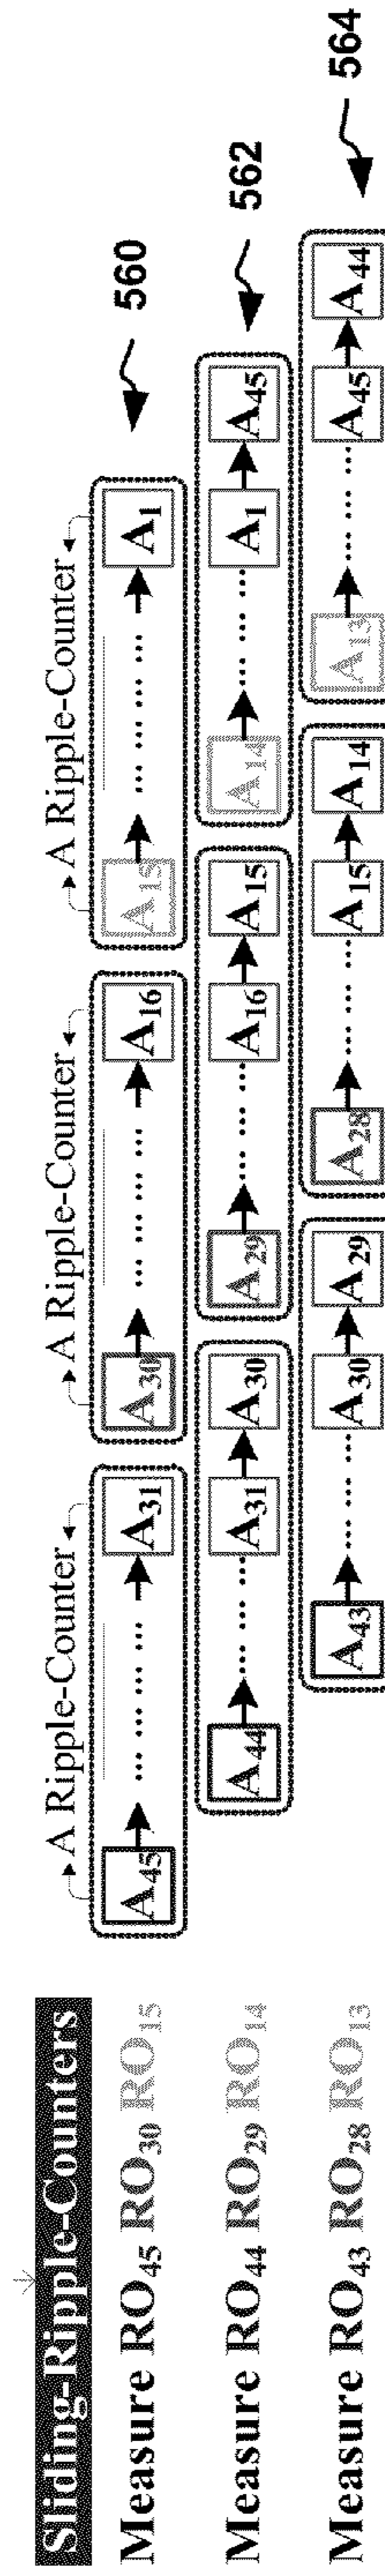 Sliding-Ripple-Counters
A Ripple-Counter A Ripple-Counter A Ripple-Counter
Measure RO45 RO30 RO15 A45 ... ... ... A31 A30 ... ... ... A16 A15 ... ... ... A1 560
Measure RO44 RO29 RO14 A44 ... ... A31 A30 A29 ... ... A16 A15 A14 ... ... A1 A45 562
Measure RO43 RO28 RO13 A43 ... ... A30 A29 A28 ... ... A15 A14 A13 ... ... A45 A44 564